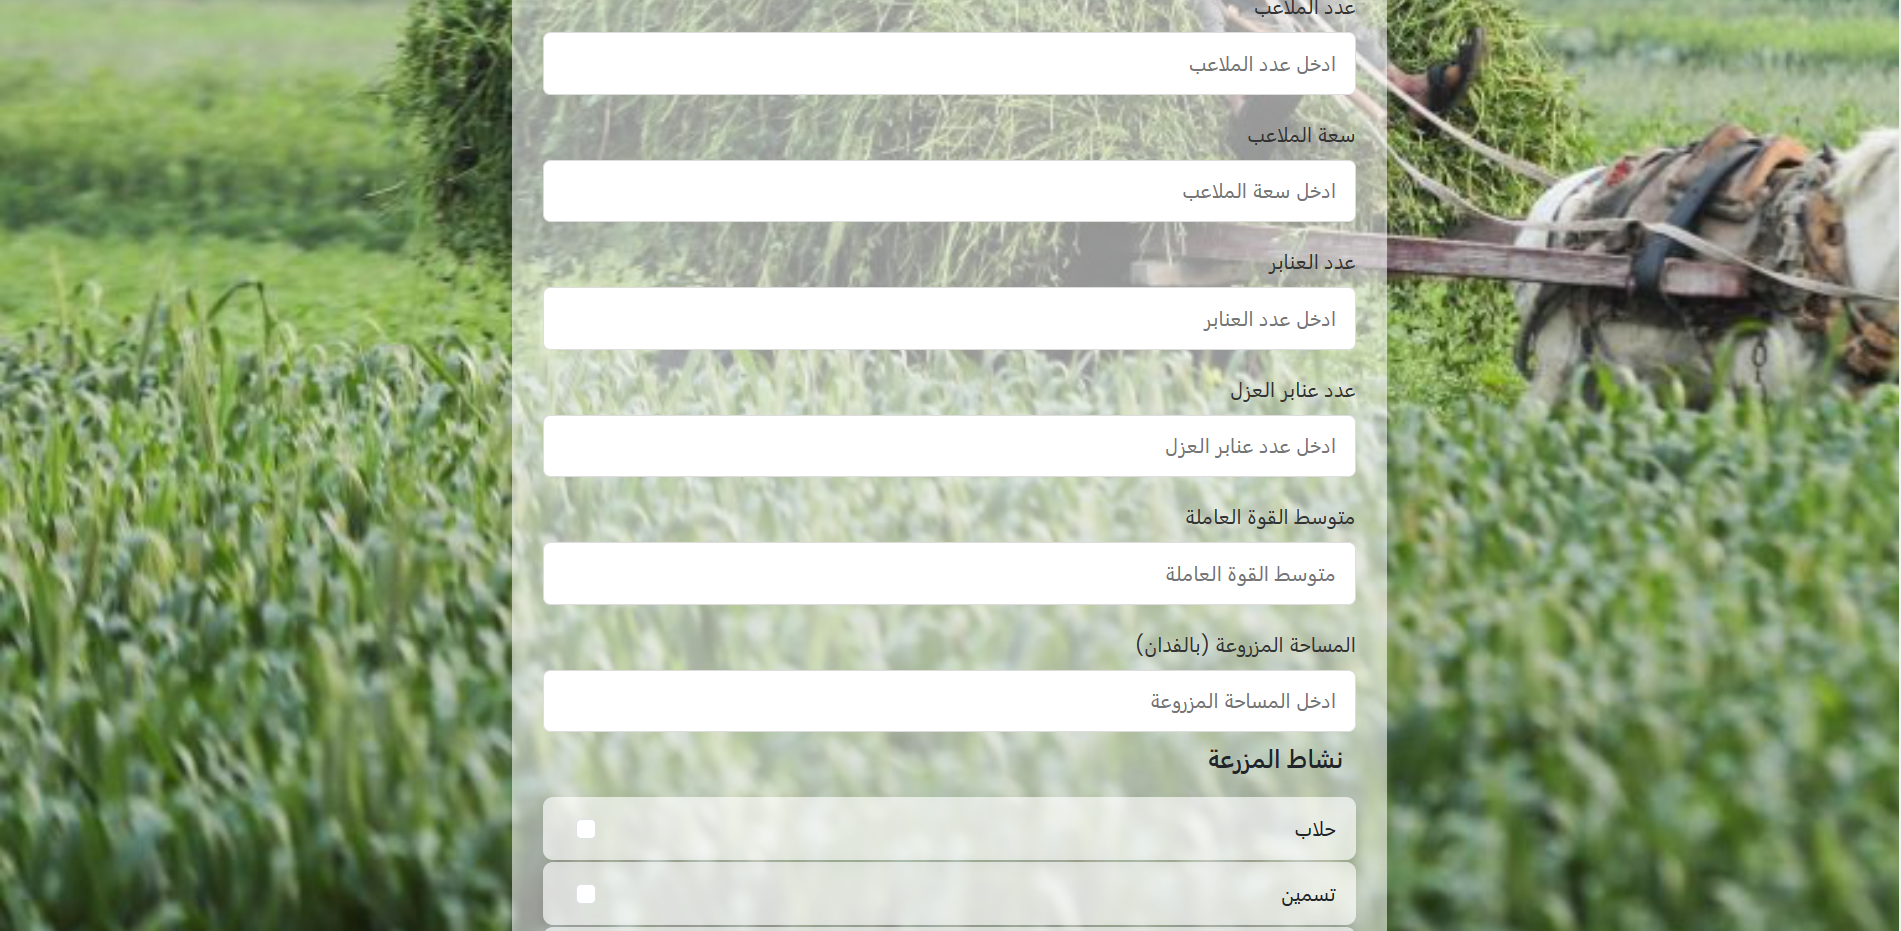 عدد الملاعب
ادخل عدد الملاعب
سعة الملاعب
ادخل سعة الملاعب
عدد العنابر
ادخل عدد العنابر
عدد عنابر العزل
ادخل عدد عنابر العزل
متوسط القوة العاملة
متوسط القوة العاملة
المساحة المزروعة (بالفدان)
ادخل المساحة المزروعة
نشاط المزرعة
حلاب
تسمين